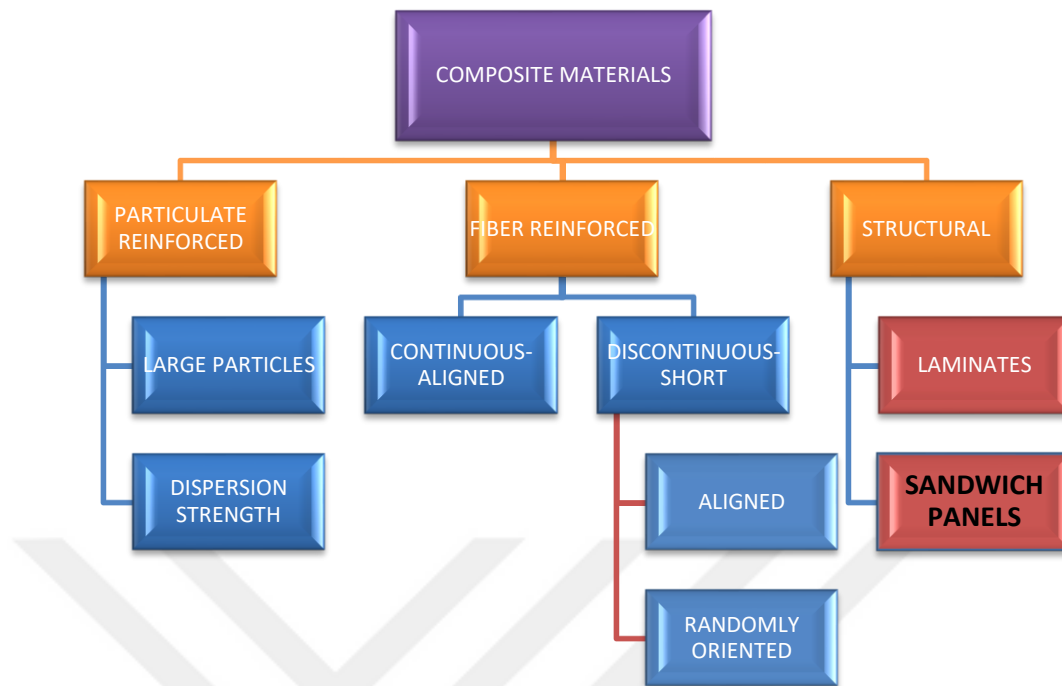 COMPOSITE MATERIALS
PARTICULATE
REINFORCED
FIBER REINFORCED
STRUCTURAL
LARGE PARTICLES
CONTINUOUS-
ALIGNED
DISCONTINUOUS-
SHORT
LAMINATES
DISPERSION
STRENGTH
ALIGNED
SANDWICH
PANELS
RANDOMLY
ORIENTED